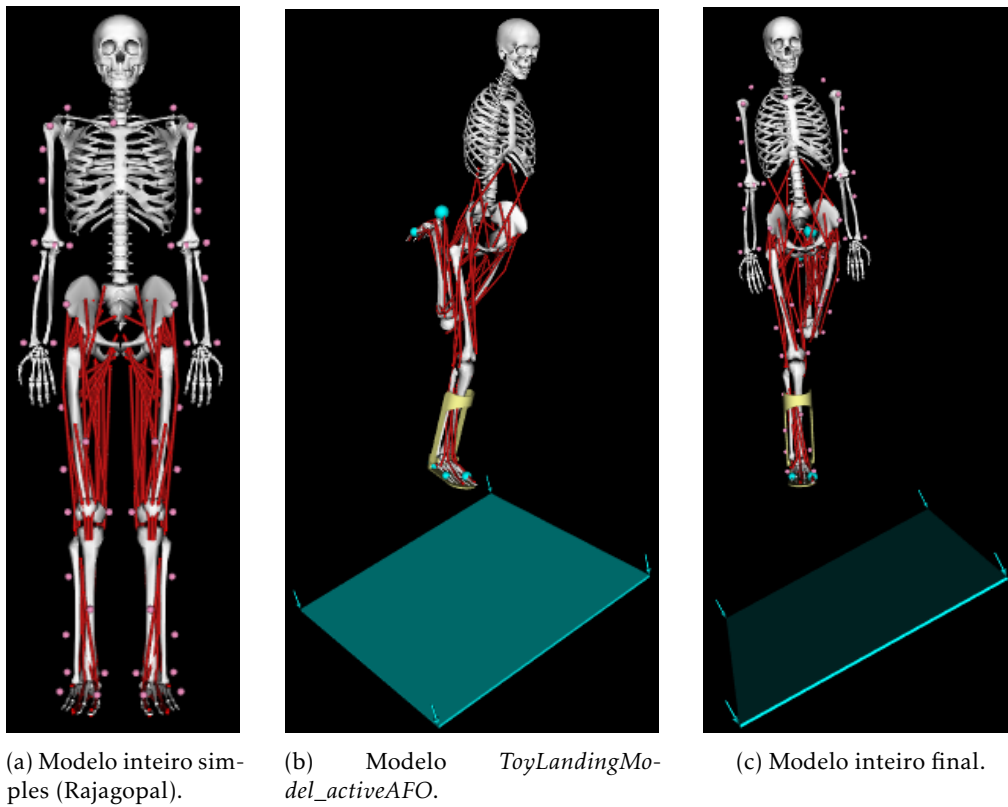 (a) Modelo inteiro sim-
ples (Rajagopal).
(b) Modelo ToyLandingMo-
del_activeAFO.
(c) Modelo inteiro final.